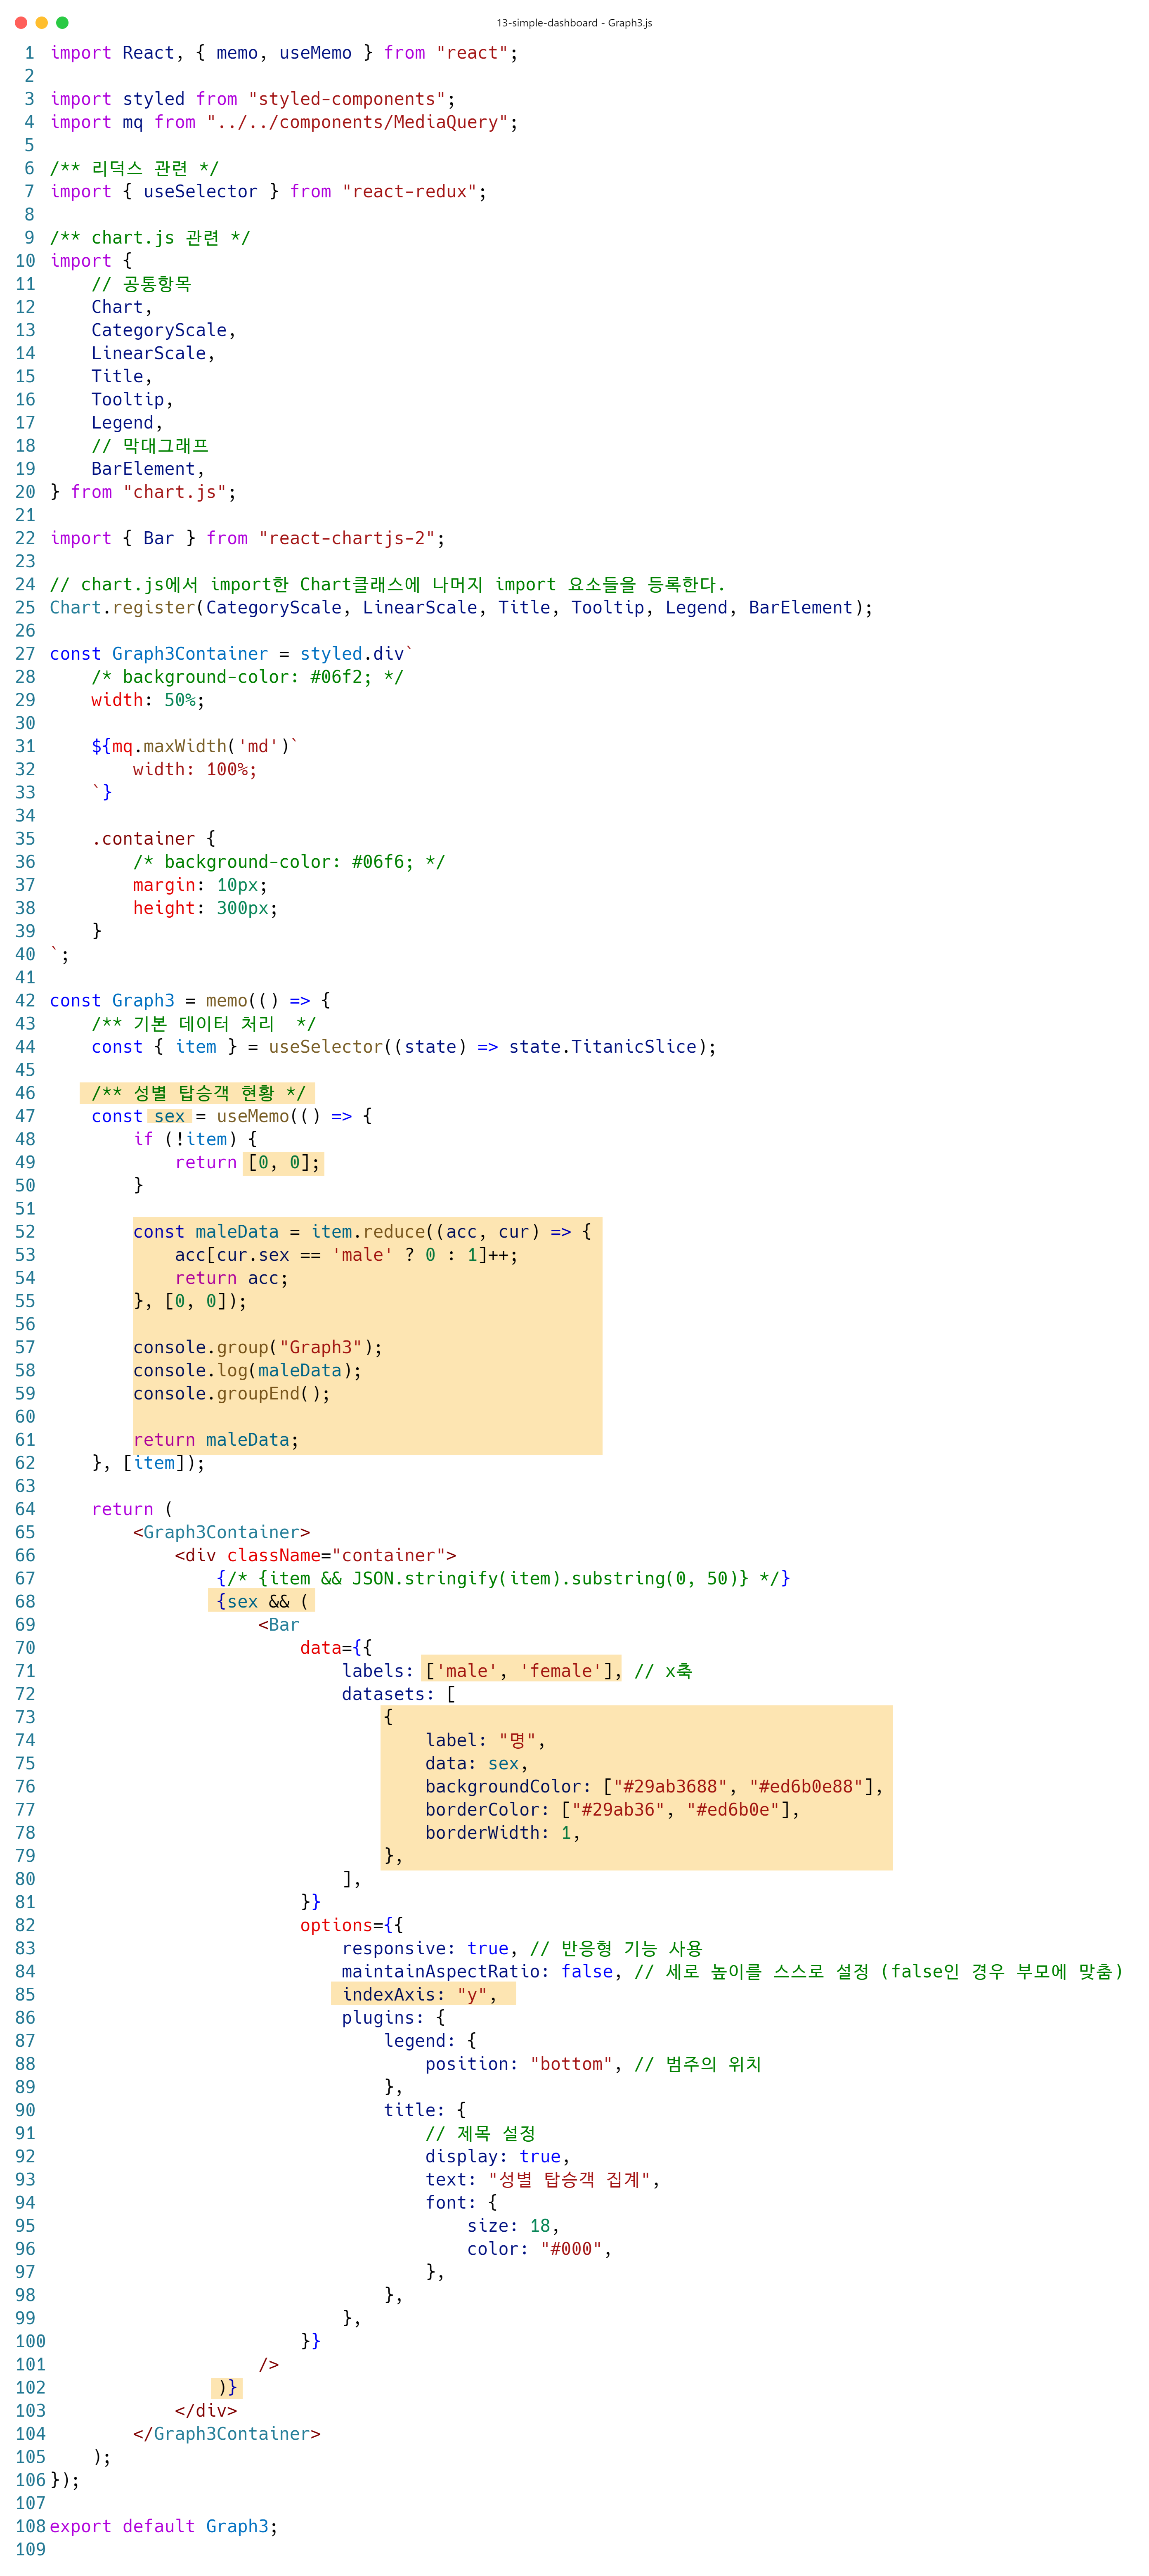 13-simple-dashboard - Graph3.js
1 import React, { memo, useMemo } from "react";
2
3 import styled from "styled-components";
4 import mq from "../../components/MediaQuery";
5
6 /** 리덕스 관련 */
7 import { useSelector } from "react-redux";
8
9 /** chart.js 관련 */
10 import {
11     // 공통항목
12     Chart,
13     CategoryScale,
14     LinearScale,
15     Title,
16     Tooltip,
17     Legend,
18     // 막대그래프
19     BarElement,
20 } from "chart.js";
21
22 import { Bar } from "react-chartjs-2";
23
24 // chart.js에서 import한 Chart클래스에 나머지 import 요소들을 등록한다.
25 Chart.register(CategoryScale, LinearScale, Title, Tooltip, Legend, BarElement);
26
27 const Graph3Container = styled.div`
28     /* background-color: #06f2; */
29     width: 50%;
30
31     ${mq.maxWidth('md')`
32         width: 100%;
33     `}
34
35     .container {
36         /* background-color: #06f6; */
37         margin: 10px;
38         height: 300px;
39     }
40 `;
41
42 const Graph3 = memo(() => {
43     /** 기본 데이터 처리  */
44     const { item } = useSelector((state) => state.TitanicSlice);
45
46     /** 성별 탑승객 현황 */
47     const sex = useMemo(() => {
48         if (!item) {
49             return [0, 0];
50         }
51
52         const maleData = item.reduce((acc, cur) => {
53             acc[cur.sex == 'male' ? 0 : 1]++;
54             return acc;
55         }, [0, 0]);
56
57         console.group("Graph3");
58         console.log(maleData);
59         console.groupEnd();
60
61         return maleData;
62     }, [item]);
63
64     return (
65         <Graph3Container>
66             <div className="container">
67                 {/* {item && JSON.stringify(item).substring(0, 50)} */}
68                 {sex && (
69                     <Bar
70                         data={{
71                             labels: ['male', 'female'], // x축
72                             datasets: [
73                                 {
74                                     label: "명",
75                                     data: sex,
76                                     backgroundColor: ["#29ab3688", "#ed6b0e88"],
77                                     borderColor: ["#29ab36", "#ed6b0e"],
78                                     borderWidth: 1,
79                                 },
80                             ],
81                         }}
82                         options={{
83                             responsive: true, // 반응형 기능 사용
84                             maintainAspectRatio: false, // 세로 높이를 스스로 설정 (false인 경우 부모에 맞춤)
85                             indexAxis: "y",
86                             plugins: {
87                                 legend: {
88                                     position: "bottom", // 범주의 위치
89                                 },
90                                 title: {
91                                     // 제목 설정
92                                     display: true,
93                                     text: "성별 탑승객 집계",
94                                     font: {
95                                         size: 18,
96                                         color: "#000",
97                                     },
98                                 },
99                             },
100                         }}
101                     />
102                 )}
103             </div>
104         </Graph3Container>
105     );
106 });
107
108 export default Graph3;
109